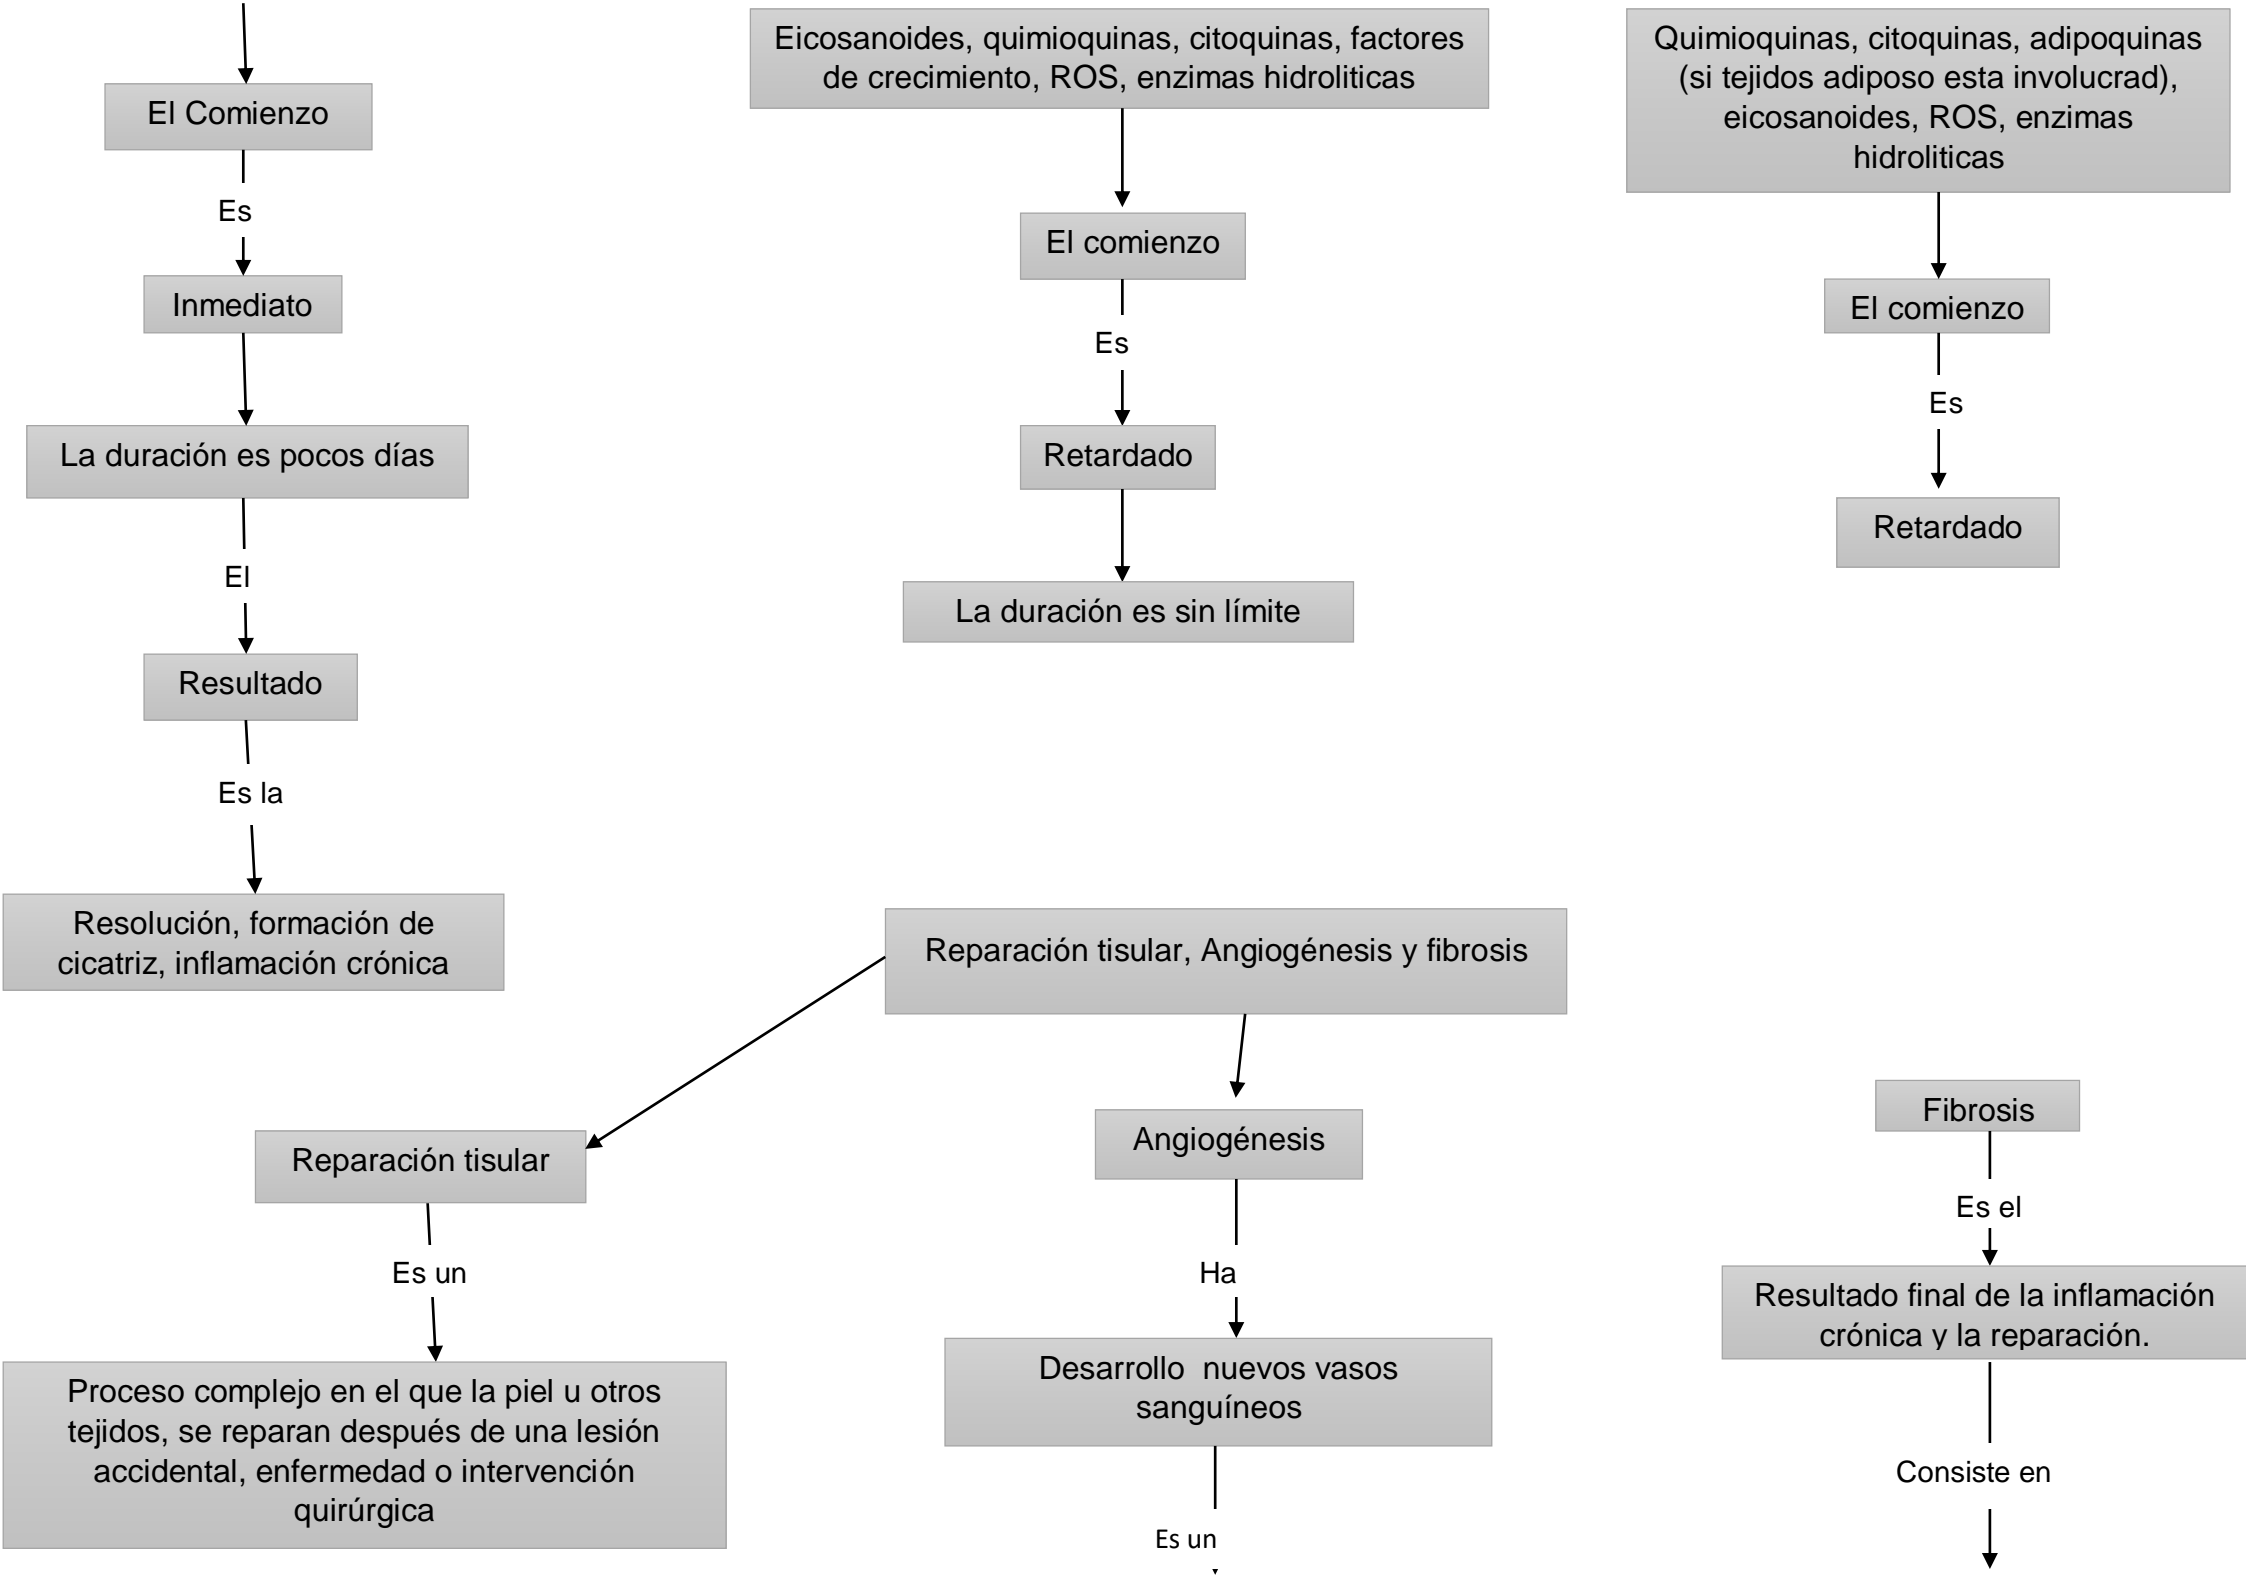 El Comienzo
Es
Inmediato
La duración es pocos días
El
Resultado
Es la
Resolución, formación de
cicatriz, inflamación crónica
Eicosanoides, quimioquinas, citoquinas, factores
de crecimiento, ROS, enzimas hidroliticas
El comienzo
Es
Retardado
La duración es sin límite
Quimioquinas, citoquinas, adipoquinas
(si tejidos adiposo esta involucrad),
eicosanoides, ROS, enzimas
hidroliticas
El comienzo
Es
Retardado
Reparación tisular, Angiogénesis y fibrosis
Reparación tisular
Es un
Proceso complejo en el que la piel u otros
tejidos, se reparan después de una lesión
accidental, enfermedad o intervención
quirúrgica
Angiogénesis
Ha
Desarrollo nuevos vasos
sanguíneos
Es un
Fibrosis
Es el
Resultado final de la inflamación
crónica y la reparación.
Consiste en